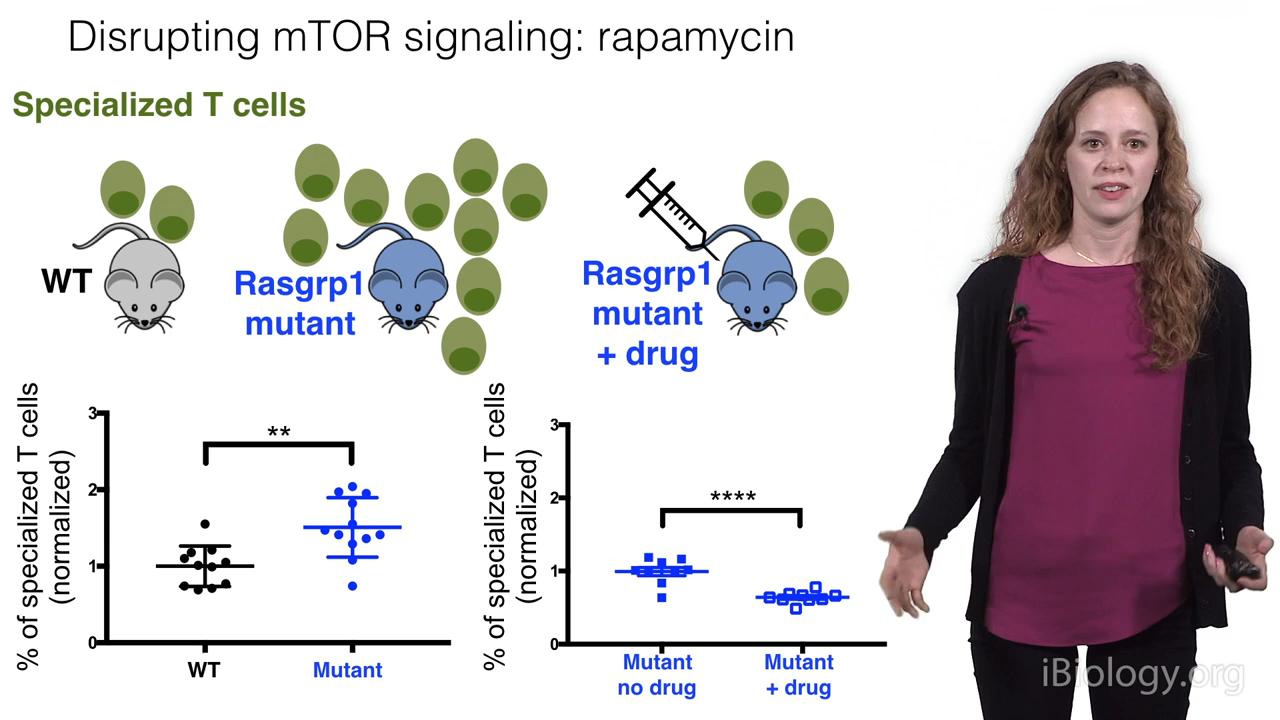 Disrupting mTOR signaling: rapamycin
Specialized T cells
WT
Rasgrp1
mutant
Rasgrp1
mutant
+ drug
% of specialized T cells
(normalized)
3
2
1
0
**
WT
Mutant
% of specialized T cells
(normalized)
3
2
1
0
****
Mutant
no drug
Mutant
+ drug
iBiology.org